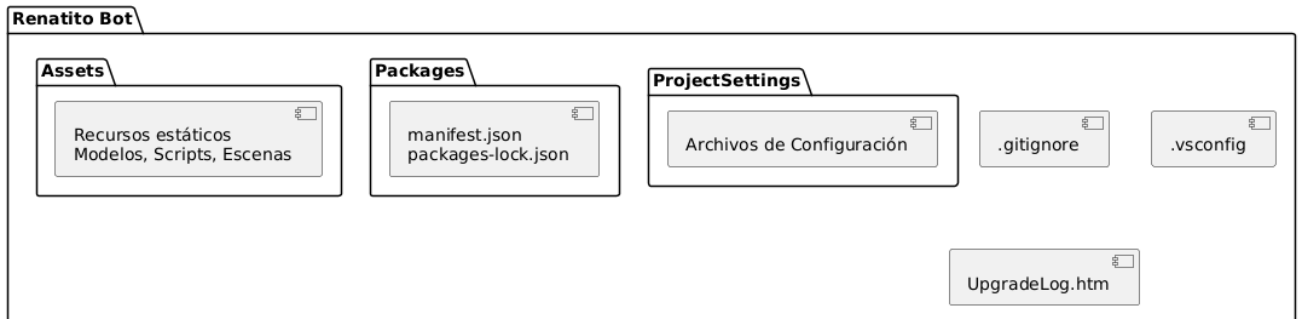 Renatito Bot
Assets
Recursos estáticos
Modelos, Scripts, Escenas
Packages
manifest.json
packages-lock.json
ProjectSettings
Archivos de Configuración
.gitignore
.vsconfig
UpgradeLog.htm